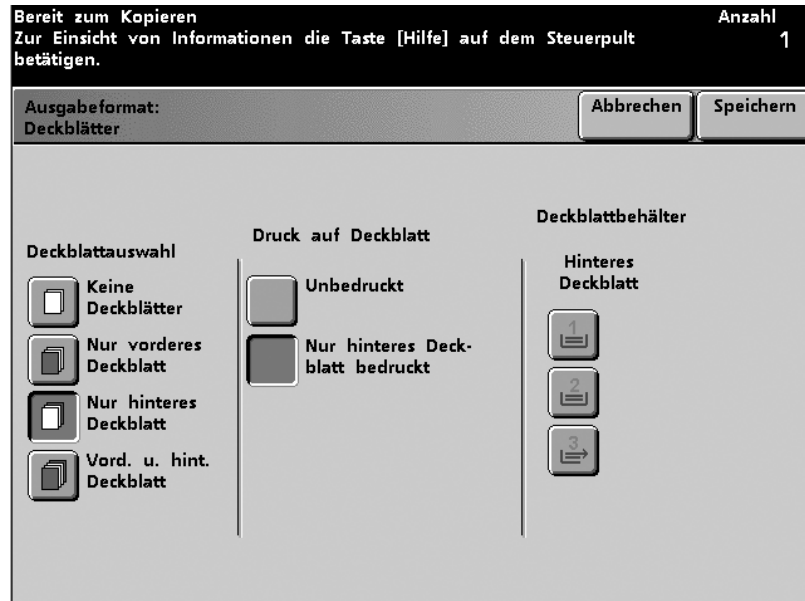 Bereit zum Kopieren
Anzahl
Zur Einsicht von Informationen die Taste [Hilfe] auf dem Steuerpult
1
betätigen.
Ausgabeformat:
Deckblätter
Abbrechen
Speichern
Deckblattauswahl
Keine
Deckblätter
Nur vorderes
Deckblatt
Nur hinteres
Deckblatt
Vord. u. hint.
Deckblatt
Druck auf Deckblatt
Unbedruckt
Nur hinteres Deck-
blatt bedruckt
Deckblattbehälter
Hinteres
Deckblatt
1
2
3